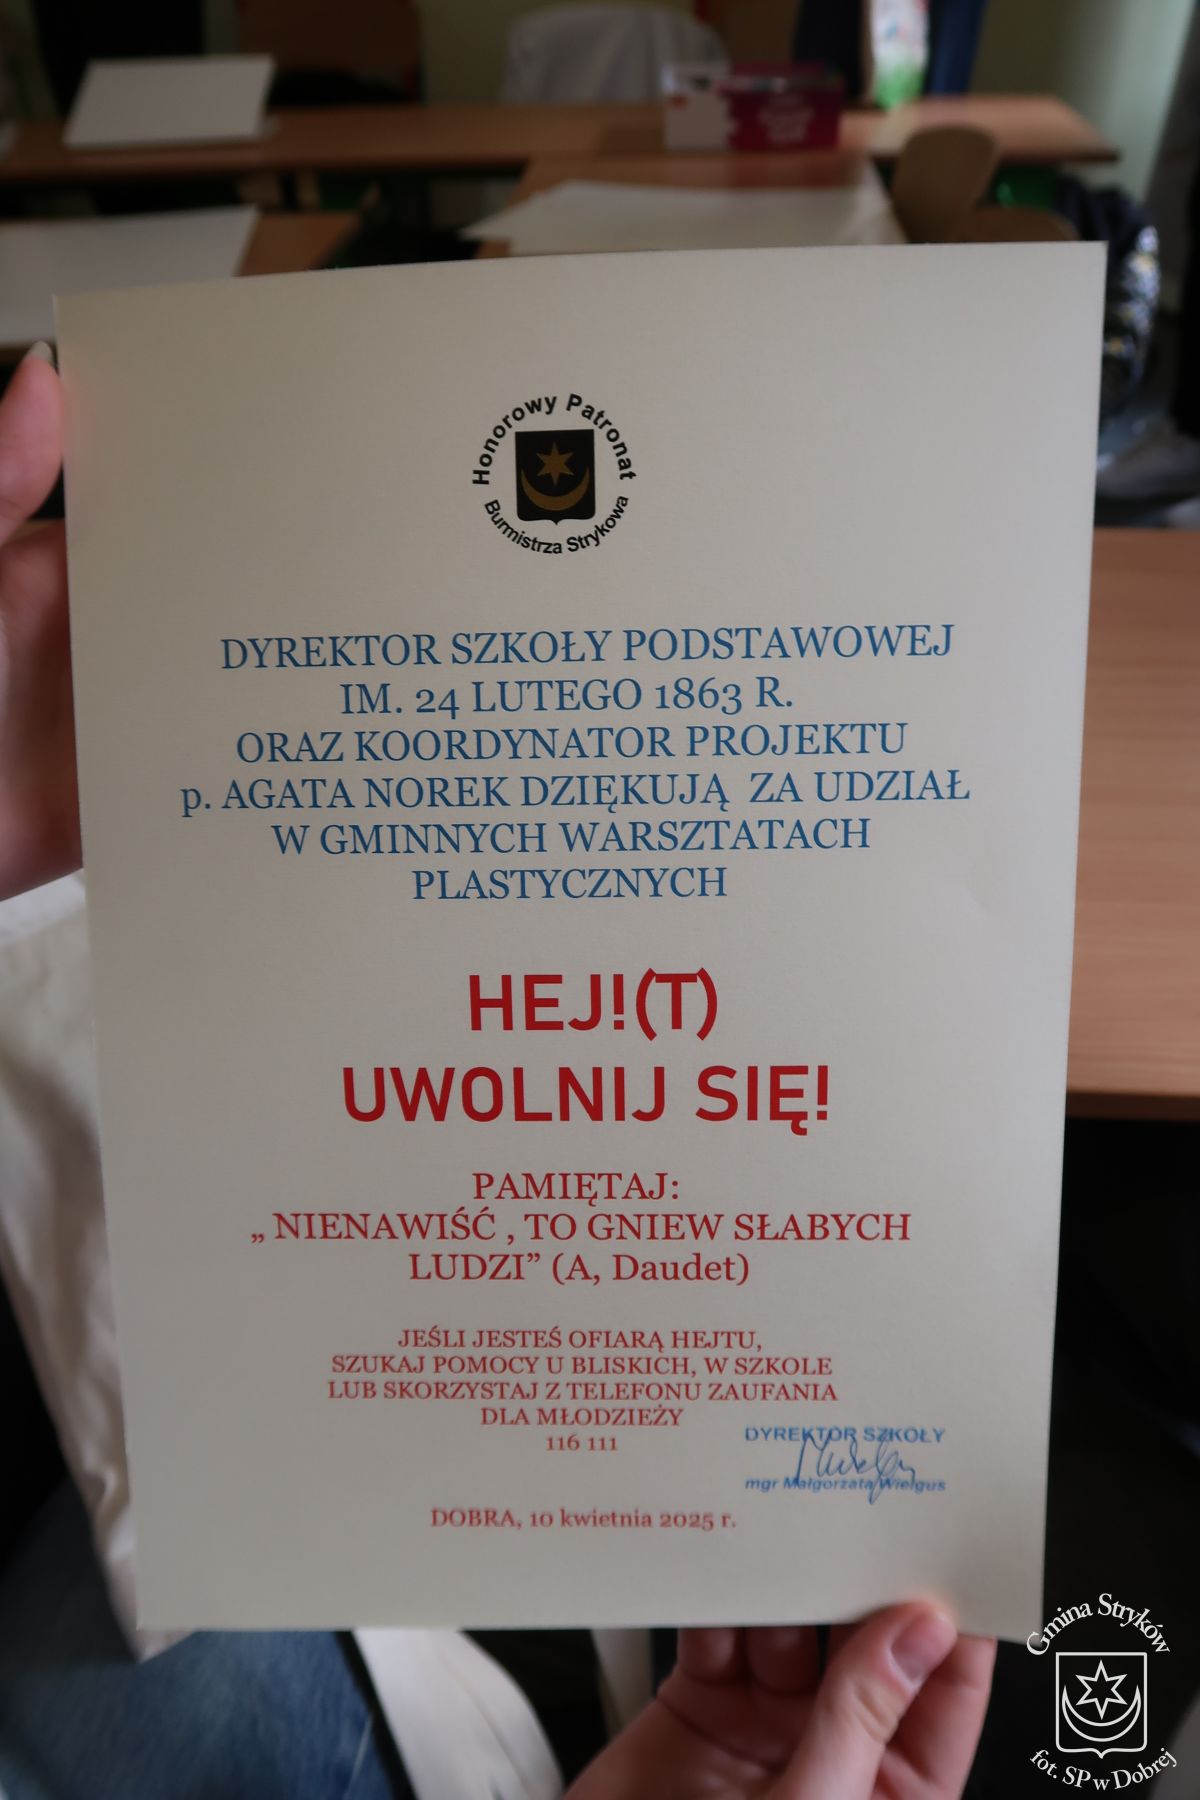 Honorowy Patronat
Burmistrza Strykowa
DYREKTOR SZKOŁY PODSTAWOWEJ
IM. 24 LUTEGO 1863 R.
ORAZ KOORDYNATOR PROJEKTU
p. AGATA NOREK DZIĘKUJĄ ZA UDZIAŁ
W GMINNYCH WARSZTATACH
PLASTYCZNYCH
HEJ!(T)
UWOLNIJ SIĘ!
PAMIĘTAJ:
„ NIENAWIŚĆ , TO GNIEW SŁABYCH
LUDZI” (A, Daudet)
JEŚLI JESTEŚ OFIARĄ HEJTU,
SZUKAJ POMOCY U BLISKICH, W SZKOLE
LUB SKORZYSTAJ Z TELEFONU ZAUFANIA
DLA MŁODZIEŻY
116 111
DYREKTOR SZKOŁY
mgr Małgorzata Wielgus
DOBRA, 10 kwietnia 2025 r.
Gmina Stryków
fot. SP w Dobrej